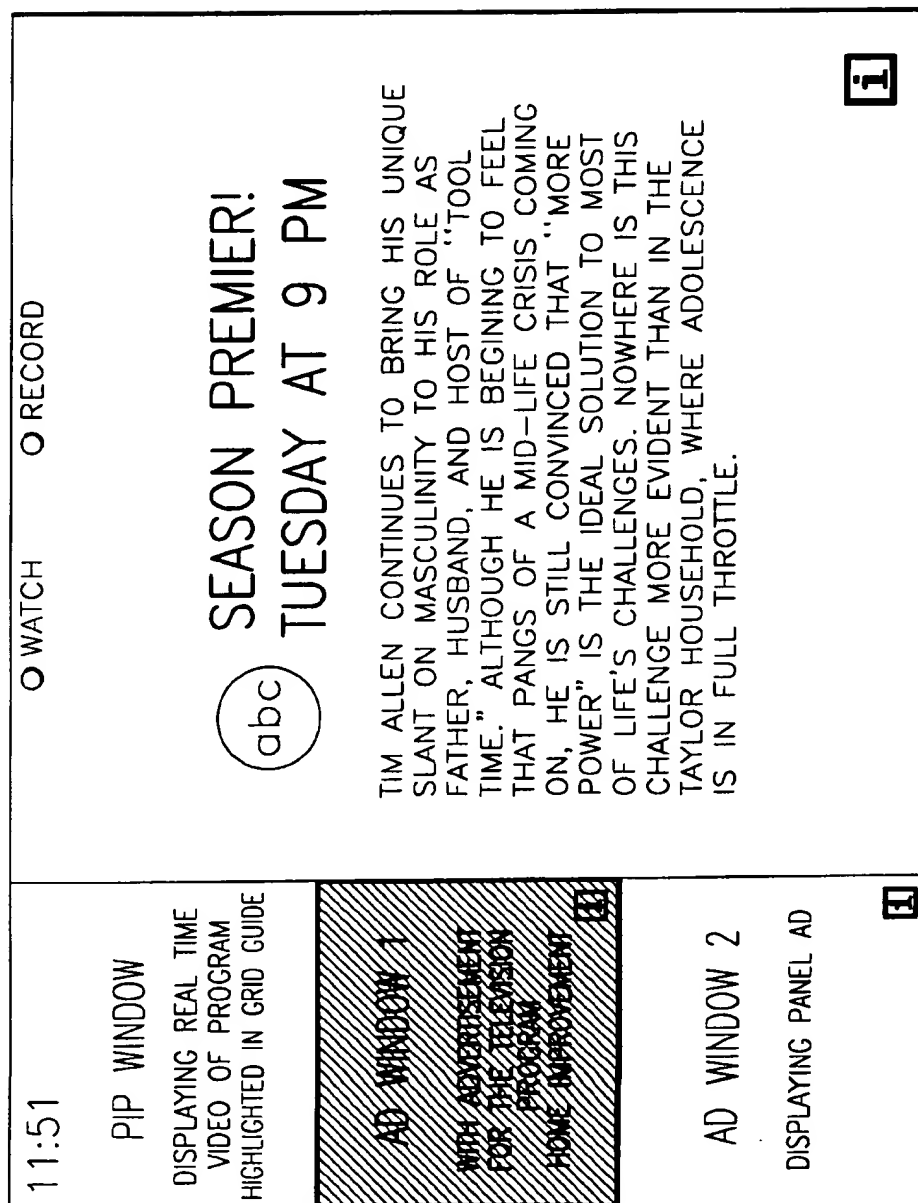 11:51
O WATCH O RECORD
PIP WINDOW
DISPLAYING REAL TIME
VIDEO OF PROGRAM
HIGHLIGHTED IN GRID GUIDE
AD WINDOW 1
WITH ADVERTISEMENT
FOR THE TELEVISION
PROGRAM
HOME IMPROVEMENT
i
AD WINDOW 2
DISPLAYING PANEL AD
i
abc
SEASON PREMIER!
TUESDAY AT 9 PM
TIM ALLEN CONTINUES TO BRING HIS UNIQUE
SLANT ON MASCULINITY TO HIS ROLE AS
FATHER, HUSBAND, AND HOST OF "TOOL
TIME." ALTHOUGH HE IS BEGINING TO FEEL
THAT PANGS OF A MID-LIFE CRISIS COMING
ON, HE IS STILL CONVINCED THAT "MORE
POWER" IS THE IDEAL SOLUTION TO MOST
OF LIFE'S CHALLENGES. NOWHERE IS THIS
CHALLENGE MORE EVIDENT THAN IN THE
TAYLOR HOUSEHOLD, WHERE ADOLESCENCE
IS IN FULL THROTTLE.
i